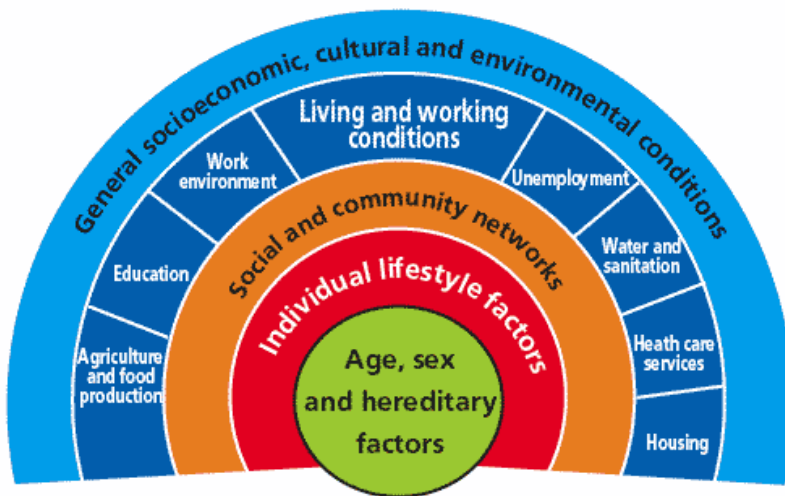 General socioeconomic, cultural and environmental conditions
Living and working
conditions
Work
environment
Unemployment
Education
Water and
sanitation
Agriculture
and food
production
Heath care
services
Housing
Social and community networks
Individual lifestyle factors
Age, sex
and hereditary
factors